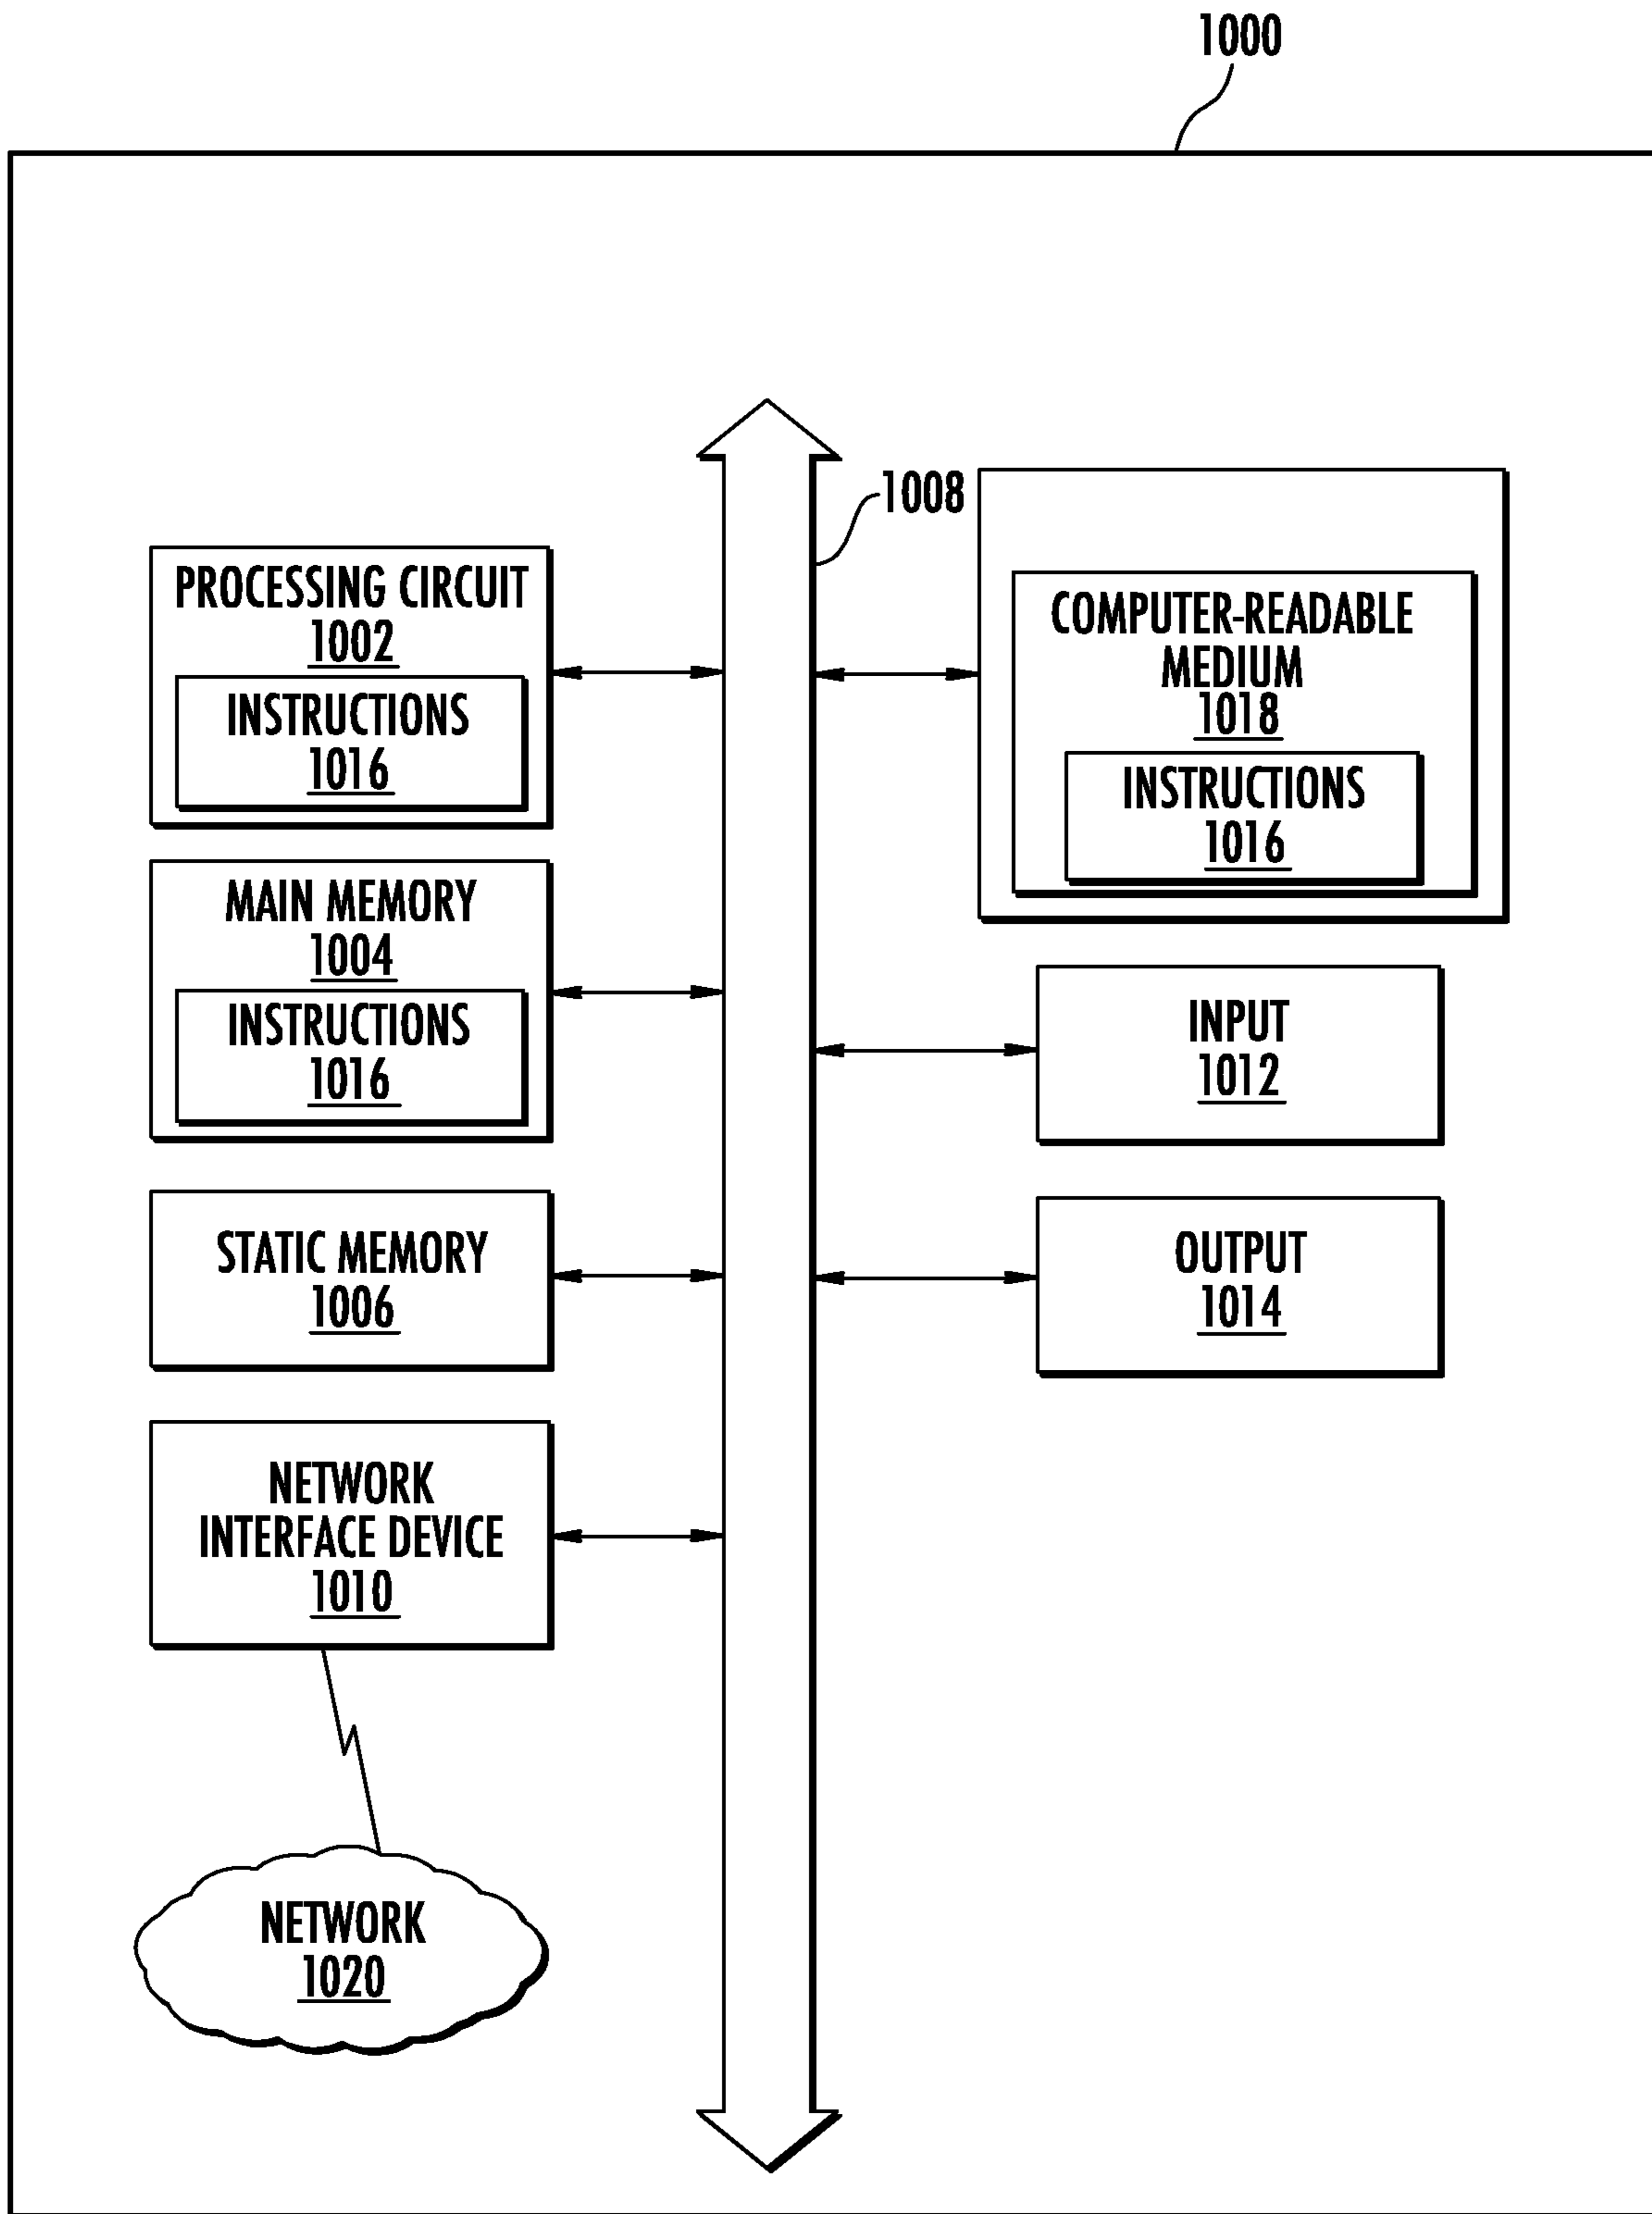 1000
1008
PROCESSING CIRCUIT
1002
INSTRUCTIONS
1016
MAIN MEMORY
1004
INSTRUCTIONS
1016
STATIC MEMORY
1006
NETWORK
INTERFACE DEVICE
1010
NETWORK
1020
COMPUTER-READABLE
MEDIUM
1018
INSTRUCTIONS
1016
INPUT
1012
OUTPUT
1014